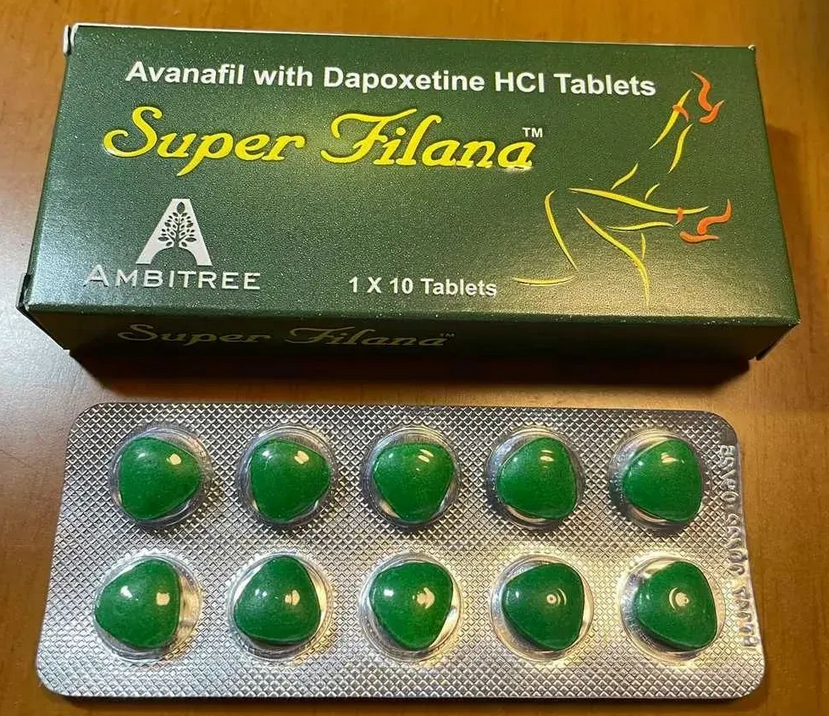 Avanafil with Dapoxetine HCl Tablets
Super Filana™
AMBITREE
1 X 10 Tablets
Super Filana™